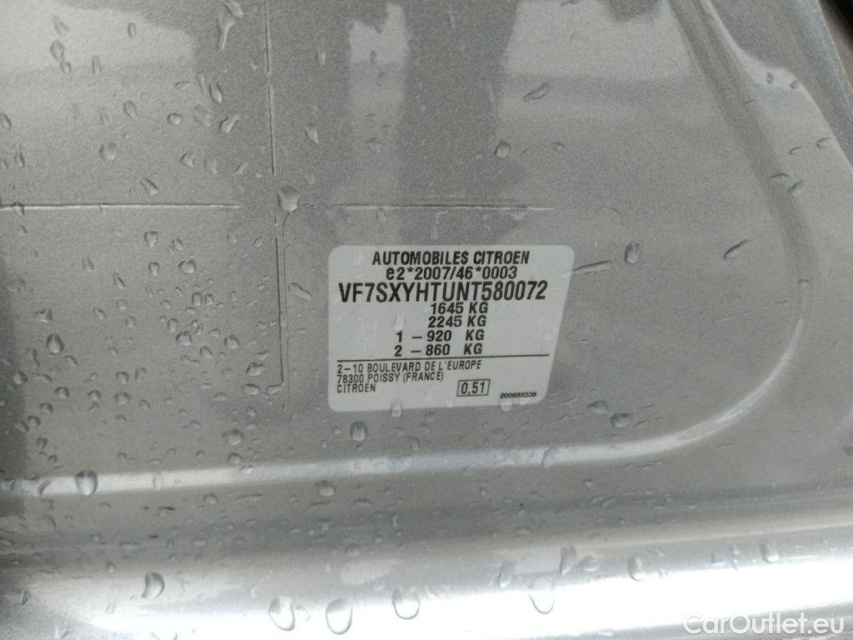 AUTOMOBILES CITROEN
e2*2007/46*0003
VF7SXYHTUNT580072
1645 KG
2245 KG
1 - 920 KG
2 - 860 KG
2-10 BOULEVARD DE L'EUROPE
78300 POISSY (FRANCE)
CITROEN
0,51
CarOutlet.eu